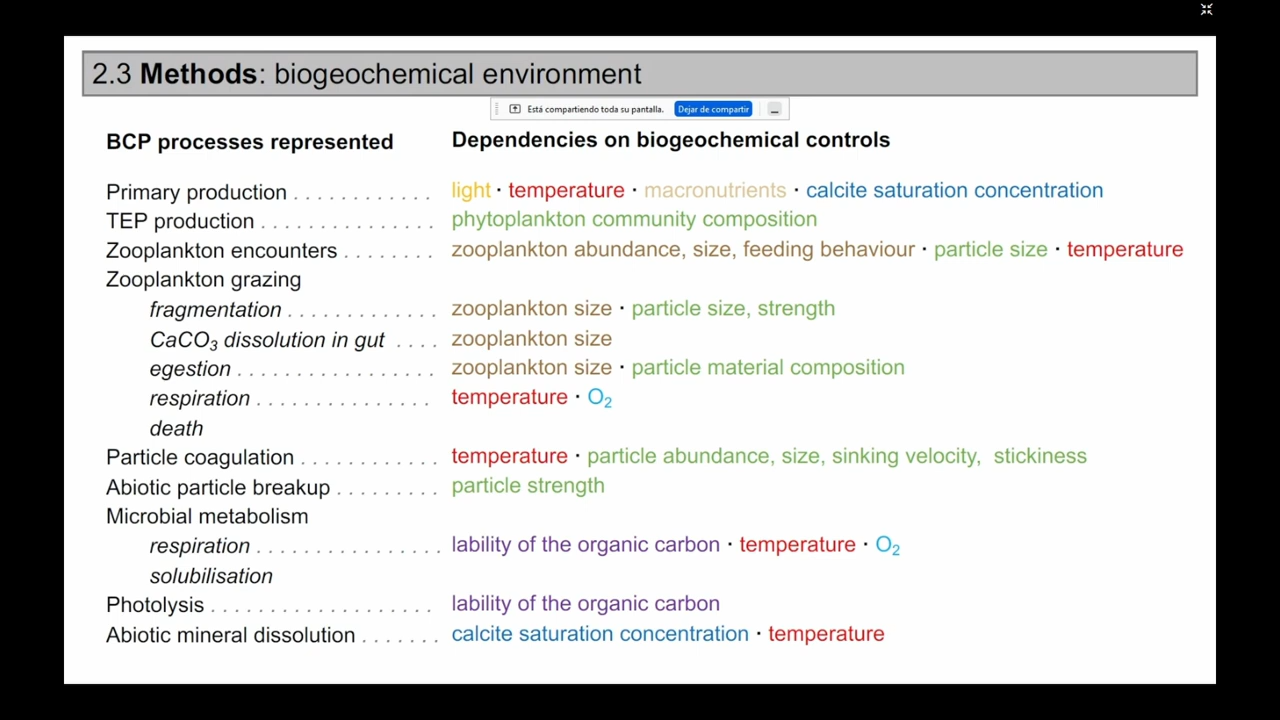 2.3 Methods: biogeochemical environment
Está compartiendo toda su pantalla. Dejar de compartir
BCP processes represented Dependencies on biogeochemical controls
Primary production . . . . . . . . . . . . light · temperature · macronutrients · calcite saturation concentration
TEP production . . . . . . . . . . . . . . . phytoplankton community composition
Zooplankton encounters . . . . . . . . zooplankton abundance, size, feeding behaviour · particle size · temperature
Zooplankton grazing
fragmentation . . . . . . . . . . . . . zooplankton size · particle size, strength
CaCO₃ dissolution in gut . . . . zooplankton size
egestion . . . . . . . . . . . . . . . . . zooplankton size · particle material composition
respiration . . . . . . . . . . . . . . . temperature · O₂
death
Particle coagulation . . . . . . . . . . . . temperature · particle abundance, size, sinking velocity, stickiness
Abiotic particle breakup . . . . . . . . . particle strength
Microbial metabolism
respiration . . . . . . . . . . . . . . . . lability of the organic carbon · temperature · O₂
solubilisation
Photolysis . . . . . . . . . . . . . . . . . . . lability of the organic carbon
Abiotic mineral dissolution . . . . . . . calcite saturation concentration · temperature